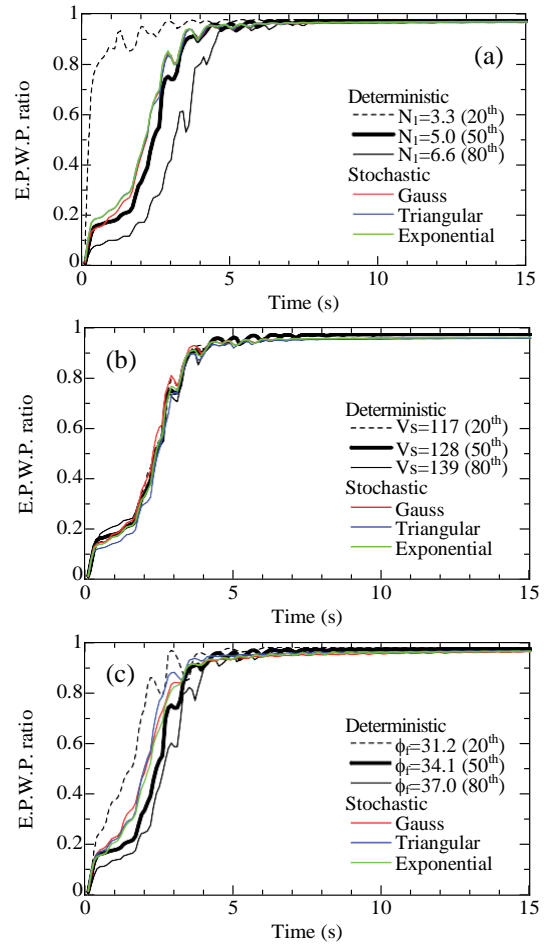 1
0.8
0.6
0.4
0.2
0
E.P.W.P. ratio
(a)
Deterministic
N1=3.3 (20th)
N1=5.0 (50th)
N1=6.6 (80th)
Stochastic
Gauss
Triangular
Exponential
0 5 10 15
Time (s)
1
0.8
0.6
0.4
0.2
0
E.P.W.P. ratio
(b)
Deterministic
Vs=117 (20th)
Vs=128 (50th)
Vs=139 (80th)
Stochastic
Gauss
Triangular
Exponential
0 5 10 15
Time (s)
1
0.8
0.6
0.4
0.2
0
E.P.W.P. ratio
(c)
Deterministic
ϕf=31.2 (20th)
ϕf=34.1 (50th)
ϕf=37.0 (80th)
Stochastic
Gauss
Triangular
Exponential
0 5 10 15
Time (s)